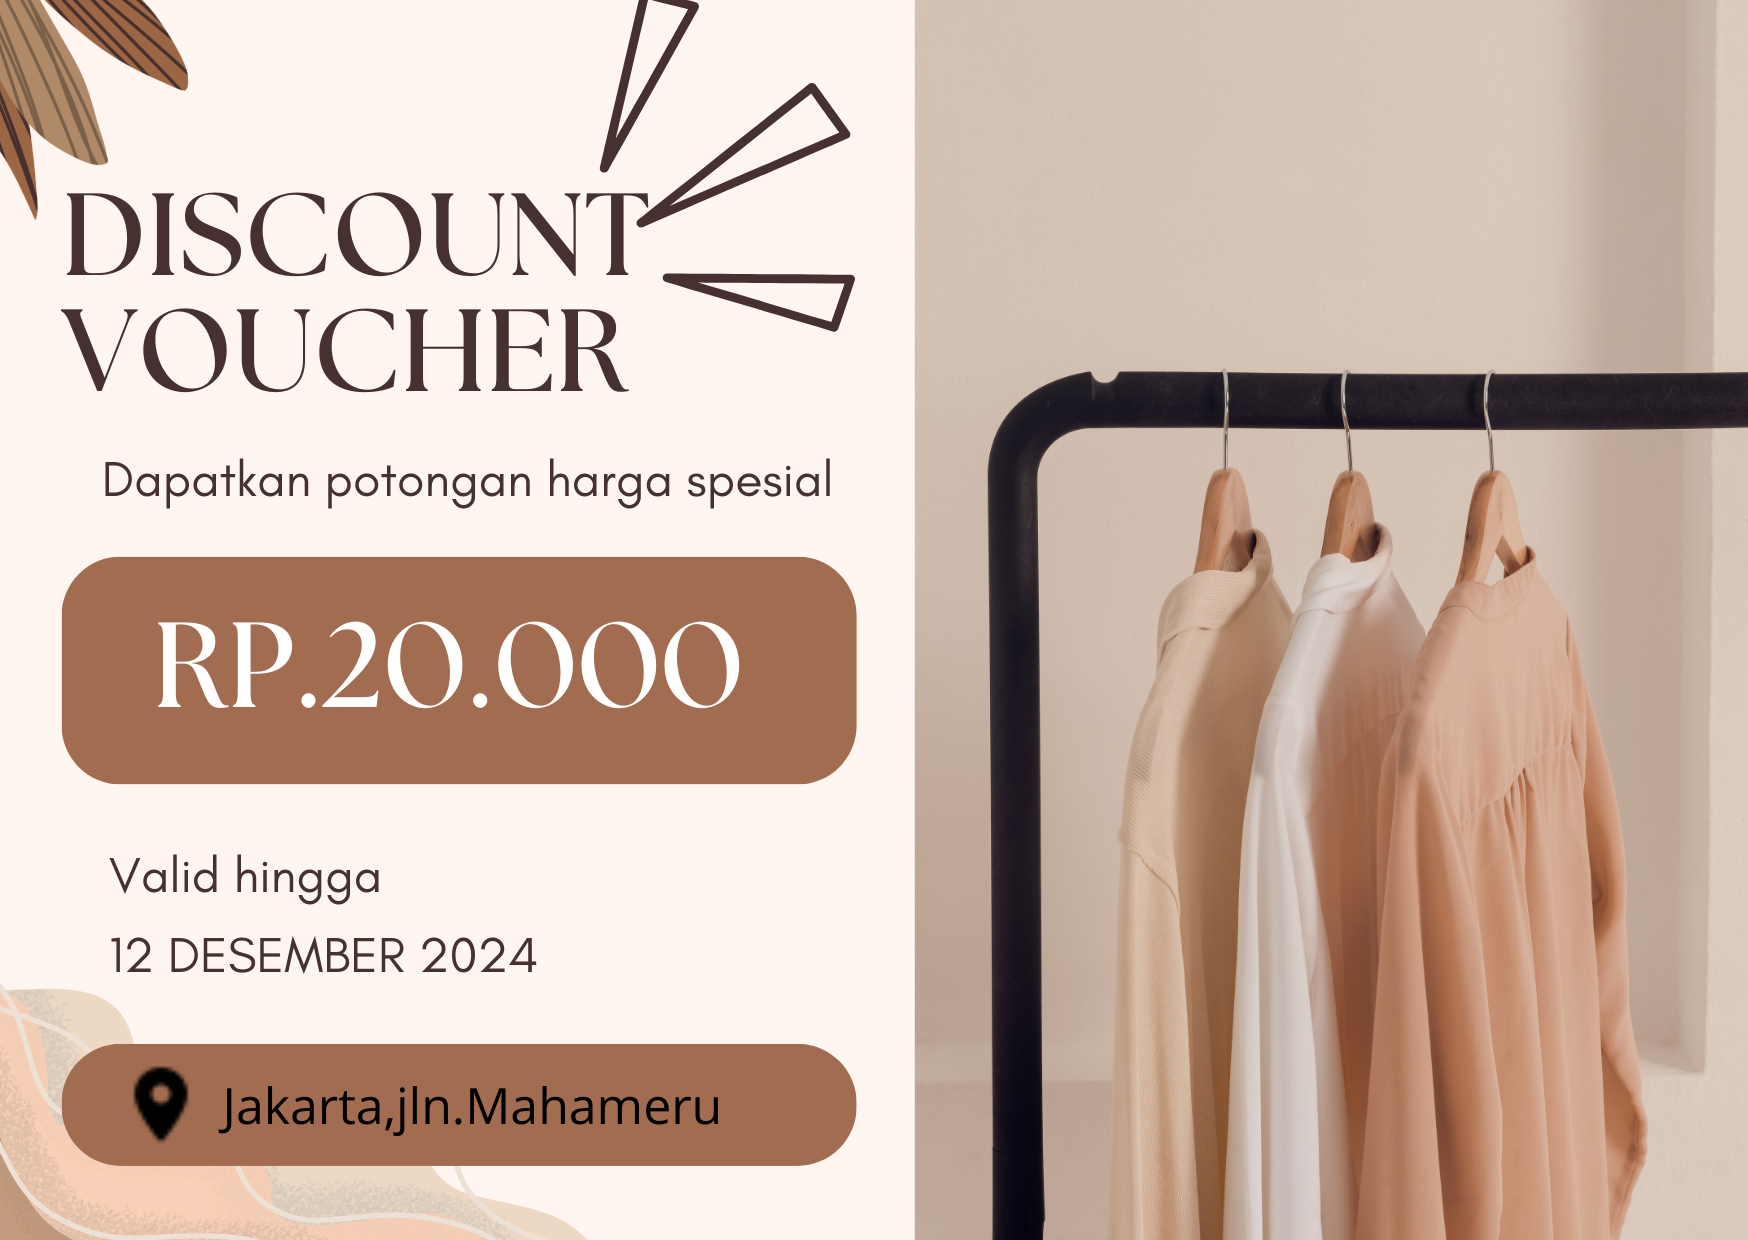 DISCOUNT
VOUCHER
Dapatkan potongan harga spesial
RP.20.000
Valid hingga
12 DESEMBER 2024
Jakarta,jln.Mahameru